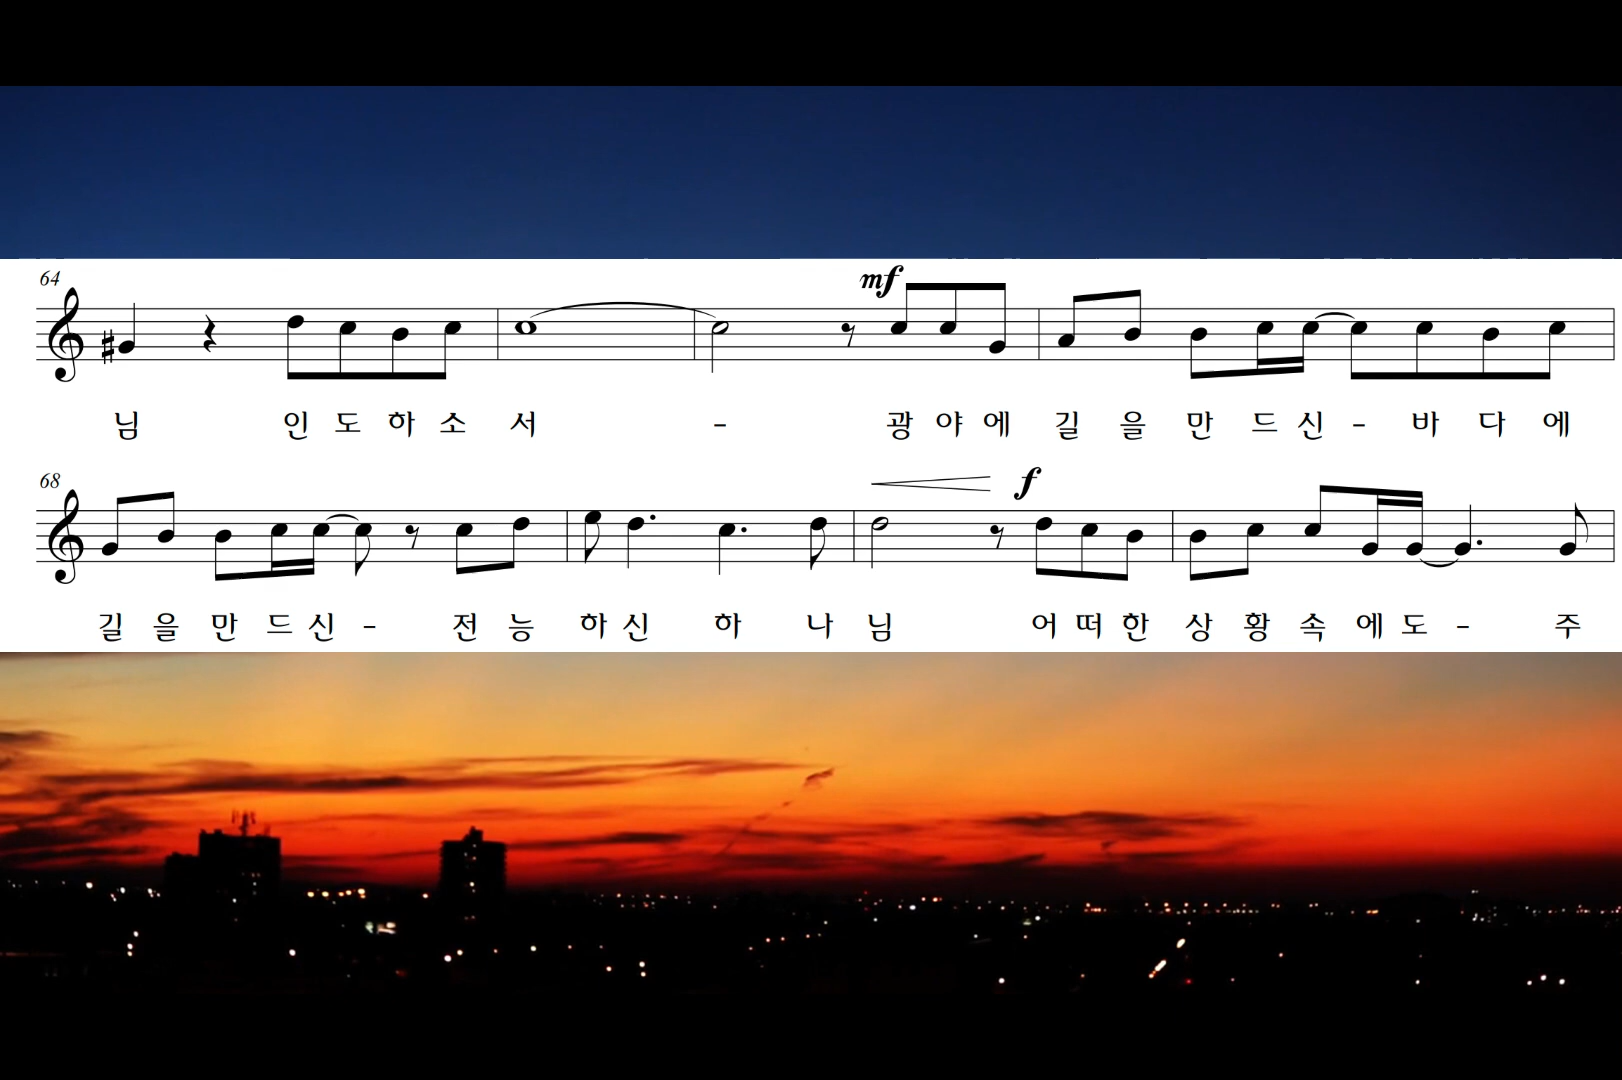 64
mf
님 인 도 하 소 서 - 광 야 에 길 을 만 드 신 - 바 다 에
68
f
길 을 만 드 신 - 전 능 하 신 하 나 님 어 떠 한 상 황 속 에 도 - 주